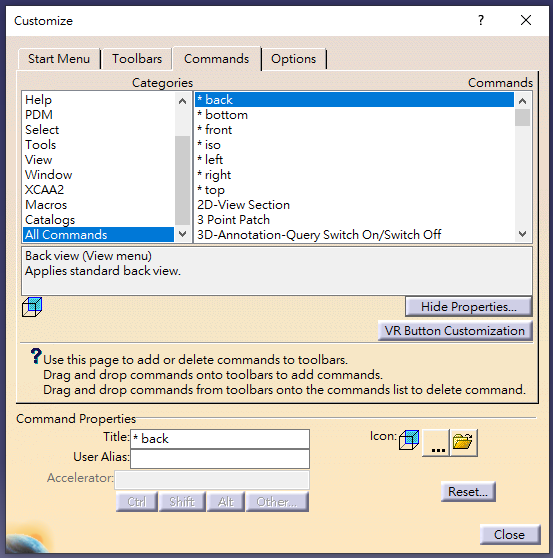 Customize
? ×
Start Menu Toolbars Commands Options
Categories Commands
Help
PDM
Select
Tools
View
Window
XCAA2
Macros
Catalogs
All Commands
* back
* bottom
* front
* iso
* left
* right
* top
2D-View Section
3 Point Patch
3D-Annotation-Query Switch On/Switch Off
Back view (View menu)
Applies standard back view.
Hide Properties...
VR Button Customization
? Use this page to add or delete commands to toolbars.
Drag and drop commands onto toolbars to add commands.
Drag and drop commands from toolbars onto the commands list to delete command.
Command Properties
Title: * back
Icon: ...
User Alias:
Accelerator:
Ctrl Shift Alt Other...
Reset...
Close